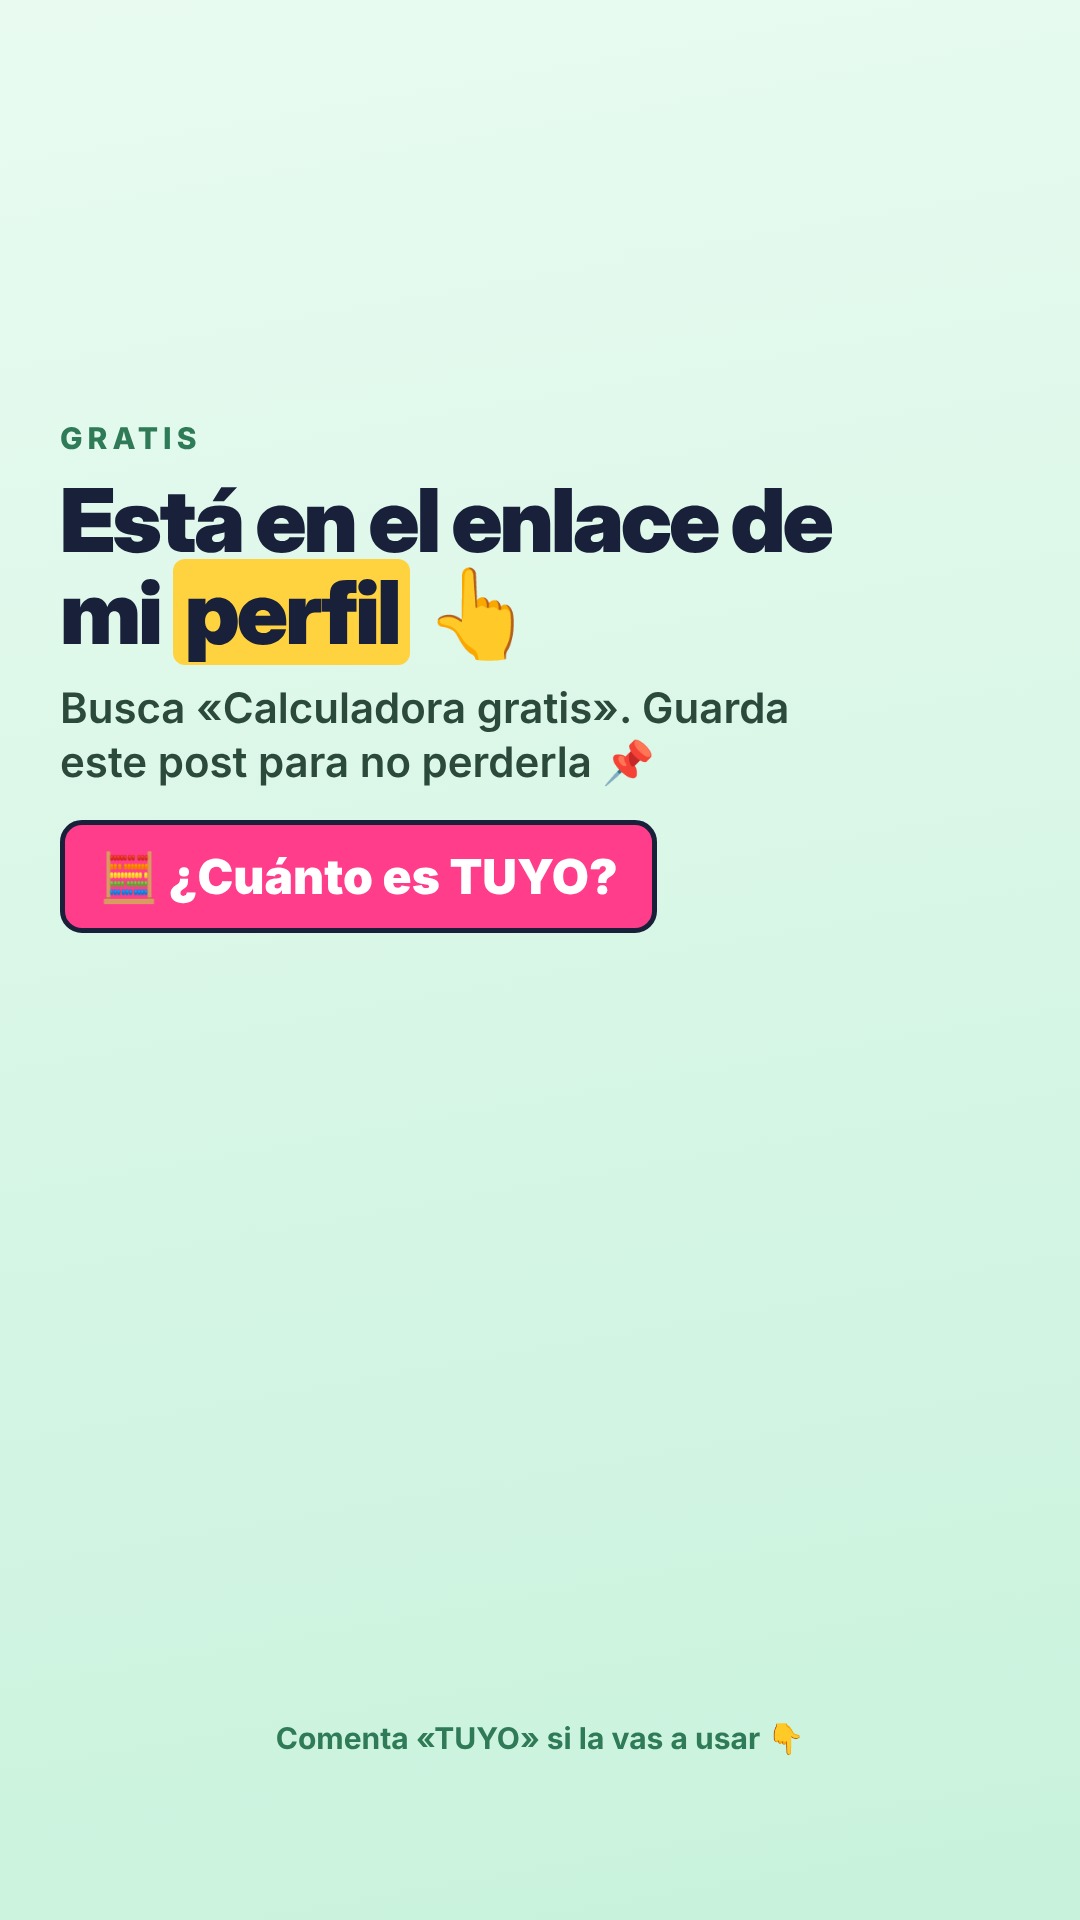 GRATIS
Está en el enlace de
mi perfil 👆
Busca «Calculadora gratis». Guarda
este post para no perderla 📌
🧮 ¿Cuánto es TUYO?
Comenta «TUYO» si la vas a usar 👇